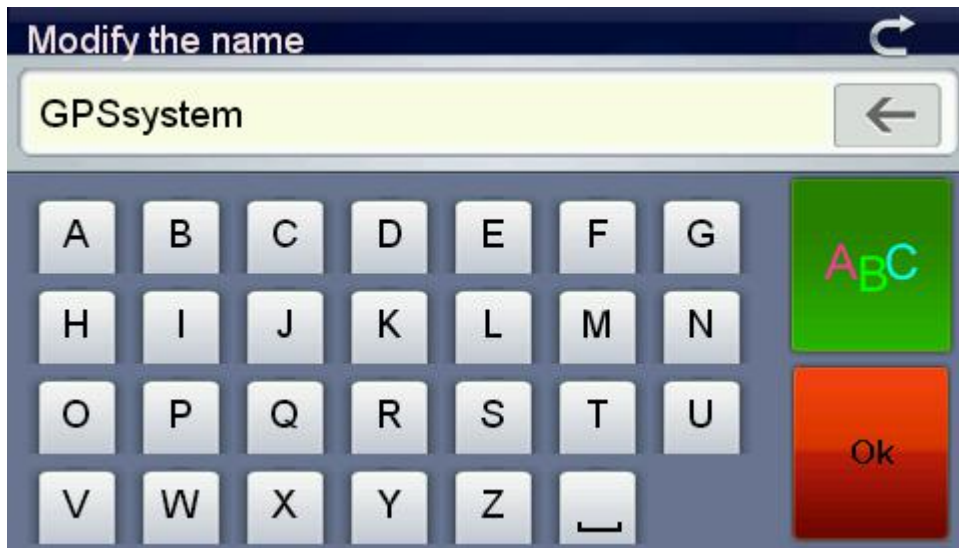 Modify the name
GPSsystem
A B C D E F G
ABC
H I J K L M N
O P Q R S T U
Ok
V W X Y Z